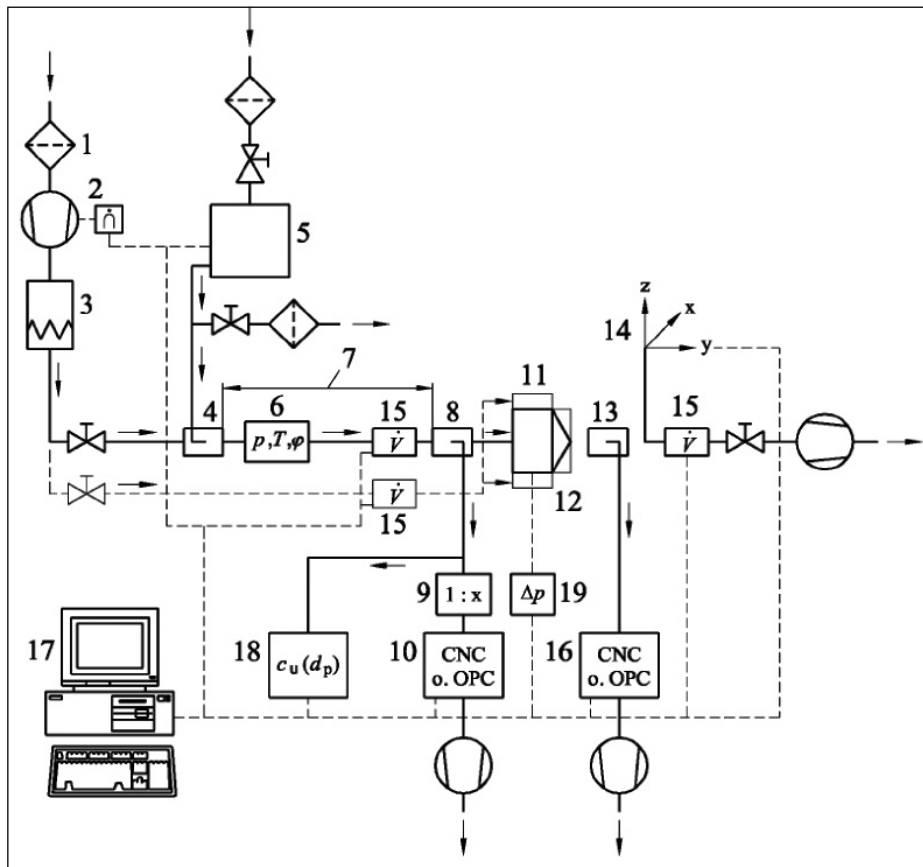 1
2
ṅ
5
3
z
x
14
y
7
11
4
6
15
8
13
15
p,T,φ
V̇
V̇
V̇
12
15
9
1 : x
Δp
19
17
18
10
16
c_u(d_p)
CNC
o. OPC
CNC
o. OPC